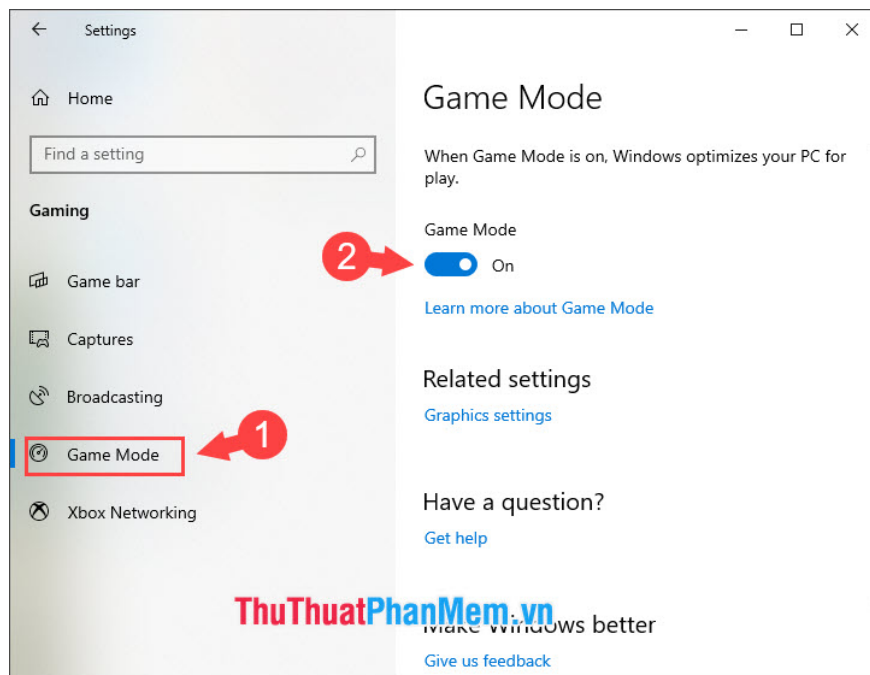 Settings
Home
Find a setting
Gaming
Game bar
Captures
Broadcasting
Game Mode
1
Xbox Networking
Game Mode
When Game Mode is on, Windows optimizes your PC for
play.
Game Mode
2
On
Learn more about Game Mode
Related settings
Graphics settings
Have a question?
Get help
ThuThuatPhanMem.vn
Make Windows better
Give us feedback